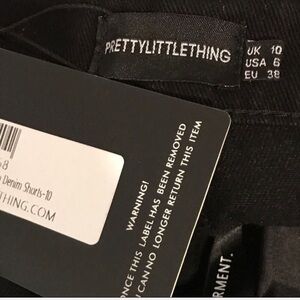 PRETTYLITTLETHING
UK 10
USA 6
EU 38
Denim Shorts-10
THING.COM
WARNING!
ONCE THIS LABEL HAS BEEN REMOVED
CAN NO LONGER RETURN THIS ITEM